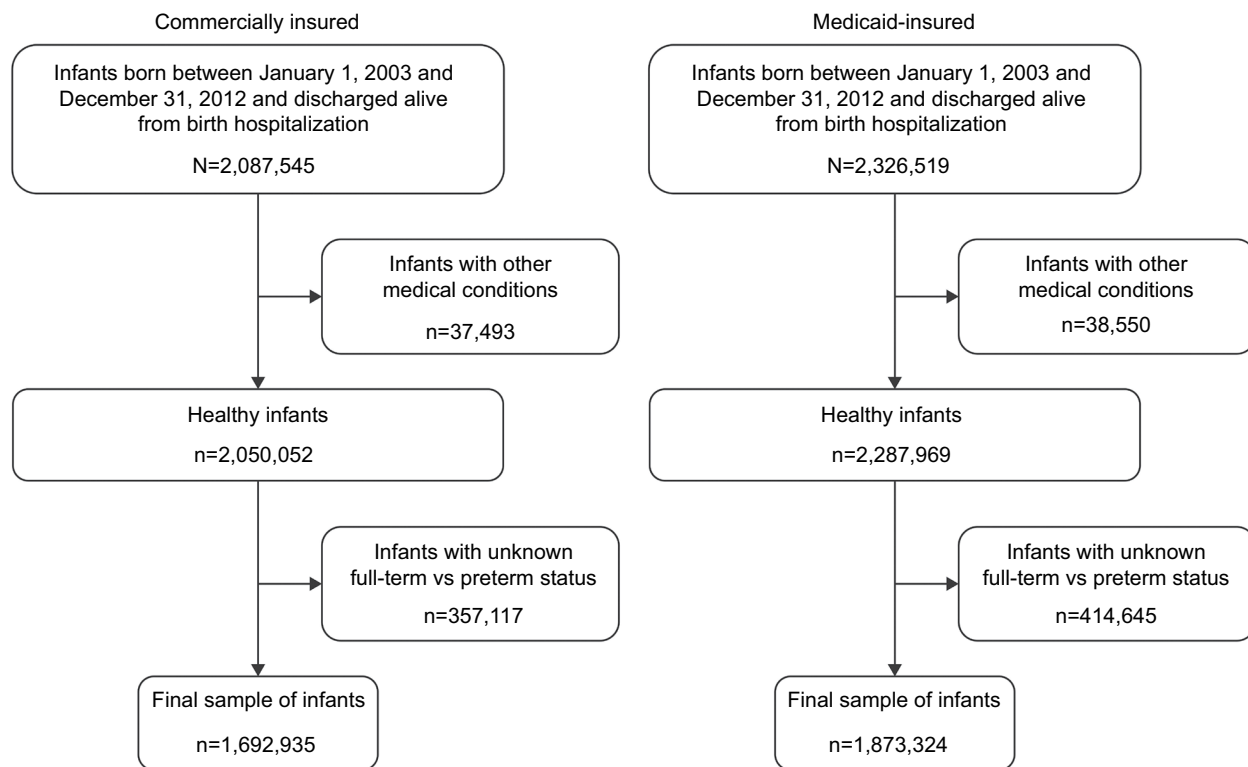 Commercially insured
Infants born between January 1, 2003 and
December 31, 2012 and discharged alive
from birth hospitalization
N=2,087,545
Infants with other
medical conditions
n=37,493
Healthy infants
n=2,050,052
Infants with unknown
full-term vs preterm status
n=357,117
Final sample of infants
n=1,692,935
Medicaid-insured
Infants born between January 1, 2003 and
December 31, 2012 and discharged alive
from birth hospitalization
N=2,326,519
Infants with other
medical conditions
n=38,550
Healthy infants
n=2,287,969
Infants with unknown
full-term vs preterm status
n=414,645
Final sample of infants
n=1,873,324